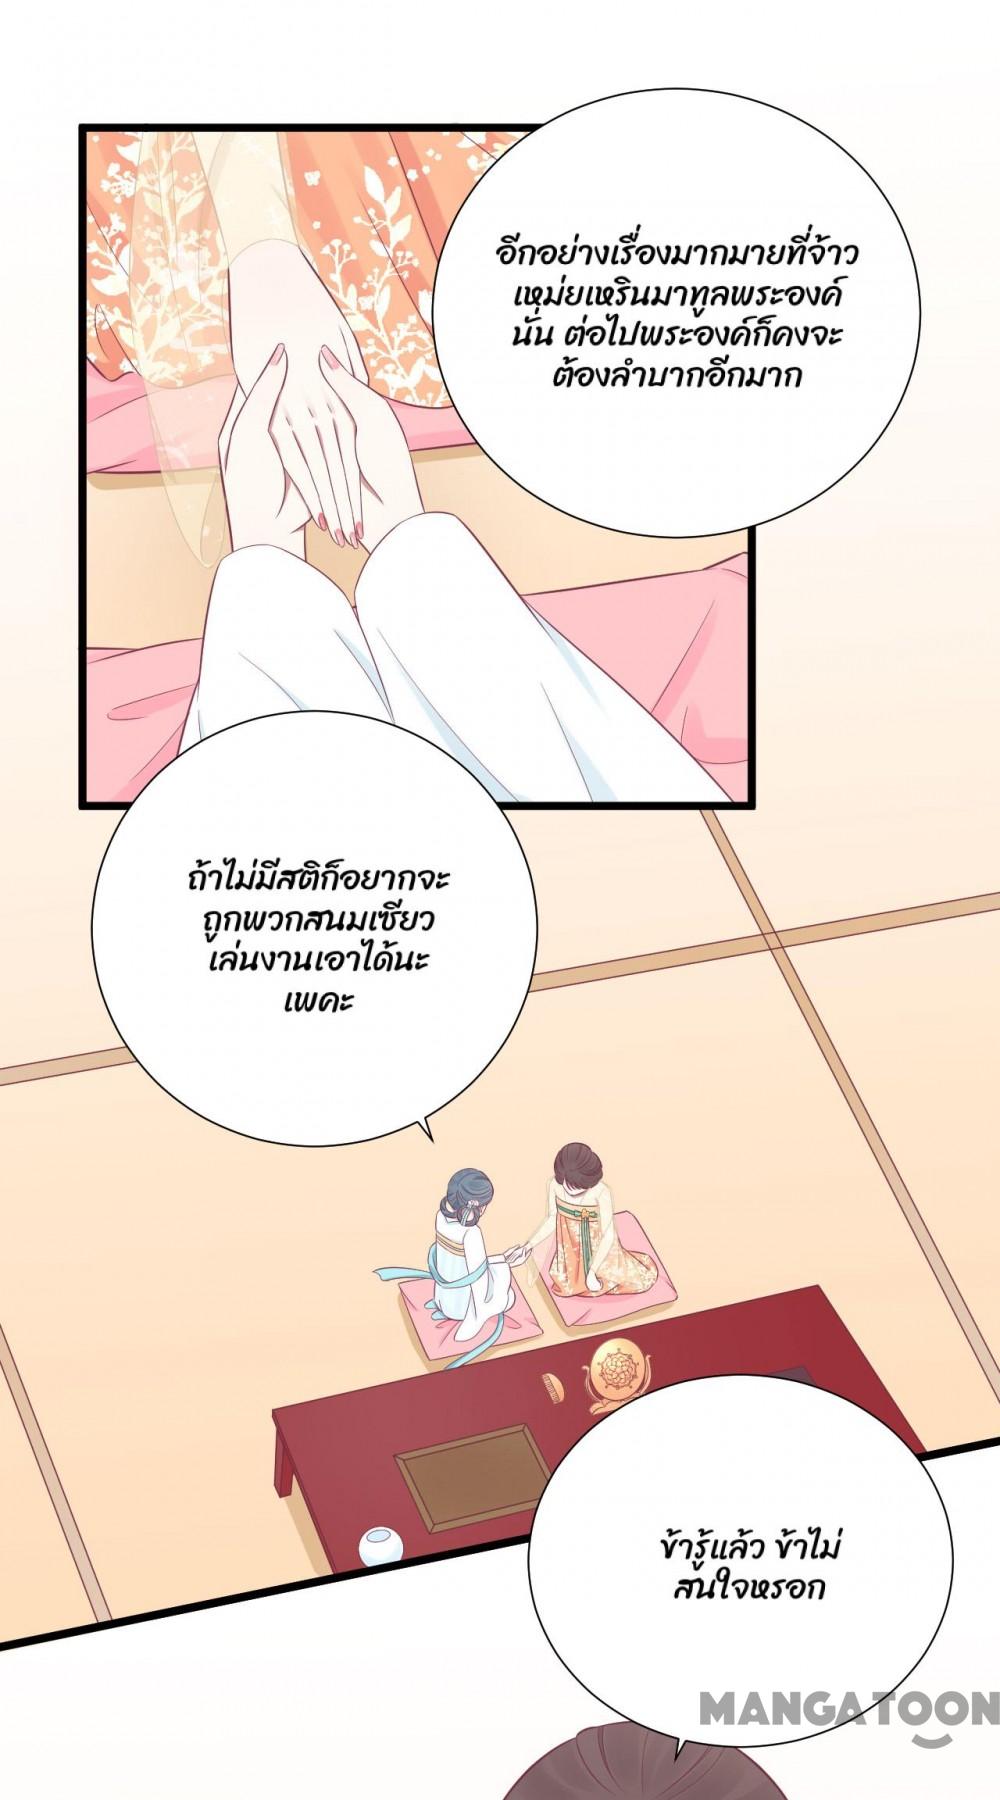 อีกอย่างเรื่องมากมายที่จ้าว
เหม่ยเหรินมาทูลพระองค์
นั่น ต่อไปพระองค์ก็คงจะ
ต้องลำบากอีกมาก
ถ้าไม่มีสติก็อยากจะ
ถูกพวกสนมเซียว
เล่นงานเอาได้นะ
เพคะ
ข้ารู้แล้ว ข้าไม่
สนใจหรอก
MANGATOON